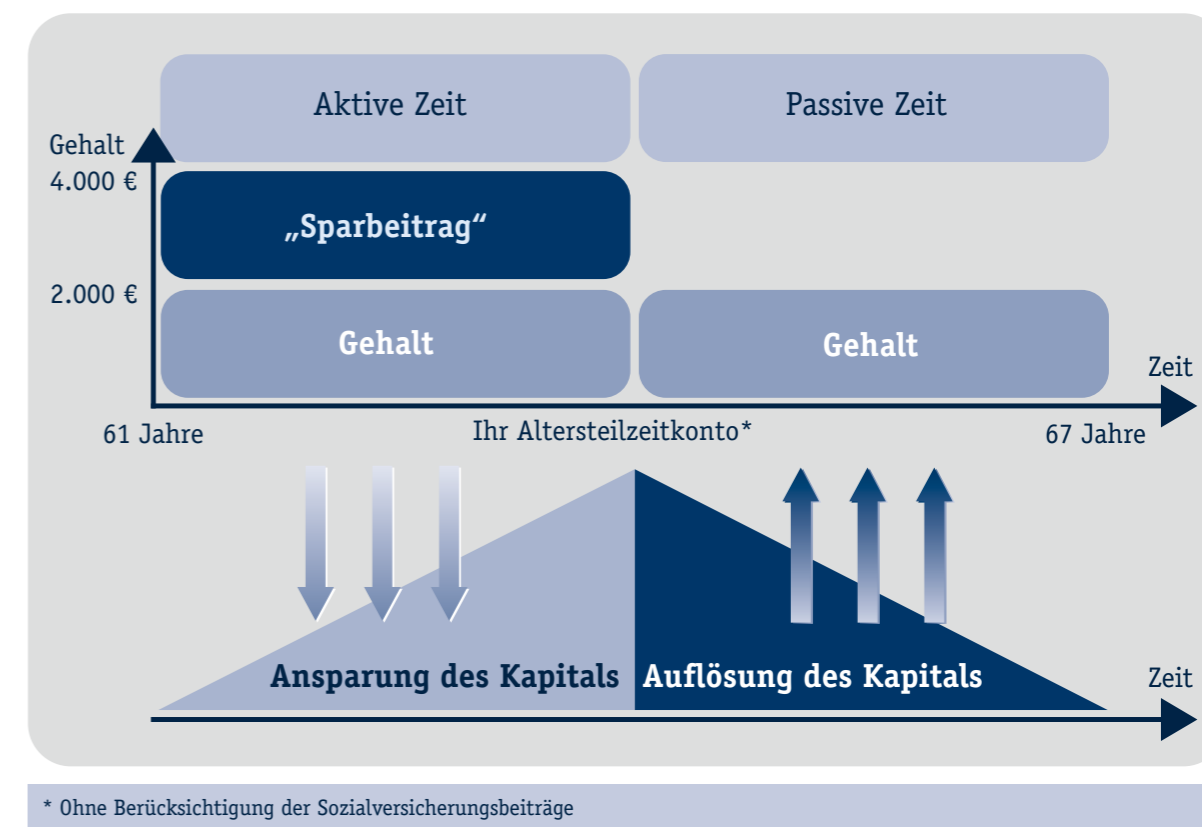 Aktive Zeit
Passive Zeit
Gehalt
4.000 €
„Sparbeitrag“
2.000 €
Gehalt
Gehalt
Zeit
61 Jahre
Ihr Altersteilzeitkonto*
67 Jahre
Ansparung des Kapitals
Auflösung des Kapitals
Zeit
* Ohne Berücksichtigung der Sozialversicherungsbeiträge